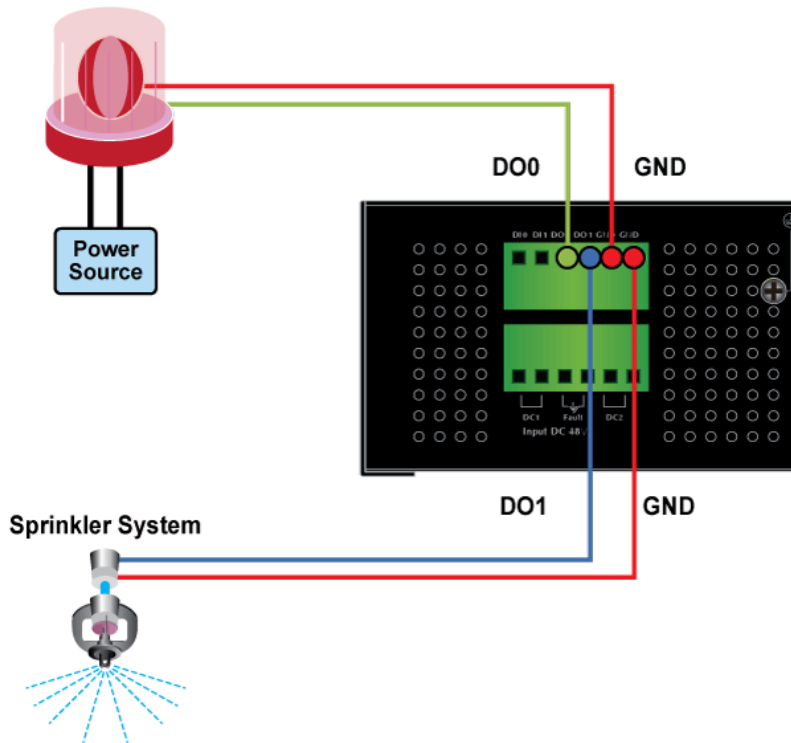 DO0 GND
Power
Source
DI0 DI1 DO0 DO1 GND GND
DC1 Fault DC2
Input DC 48
DO1 GND
Sprinkler System